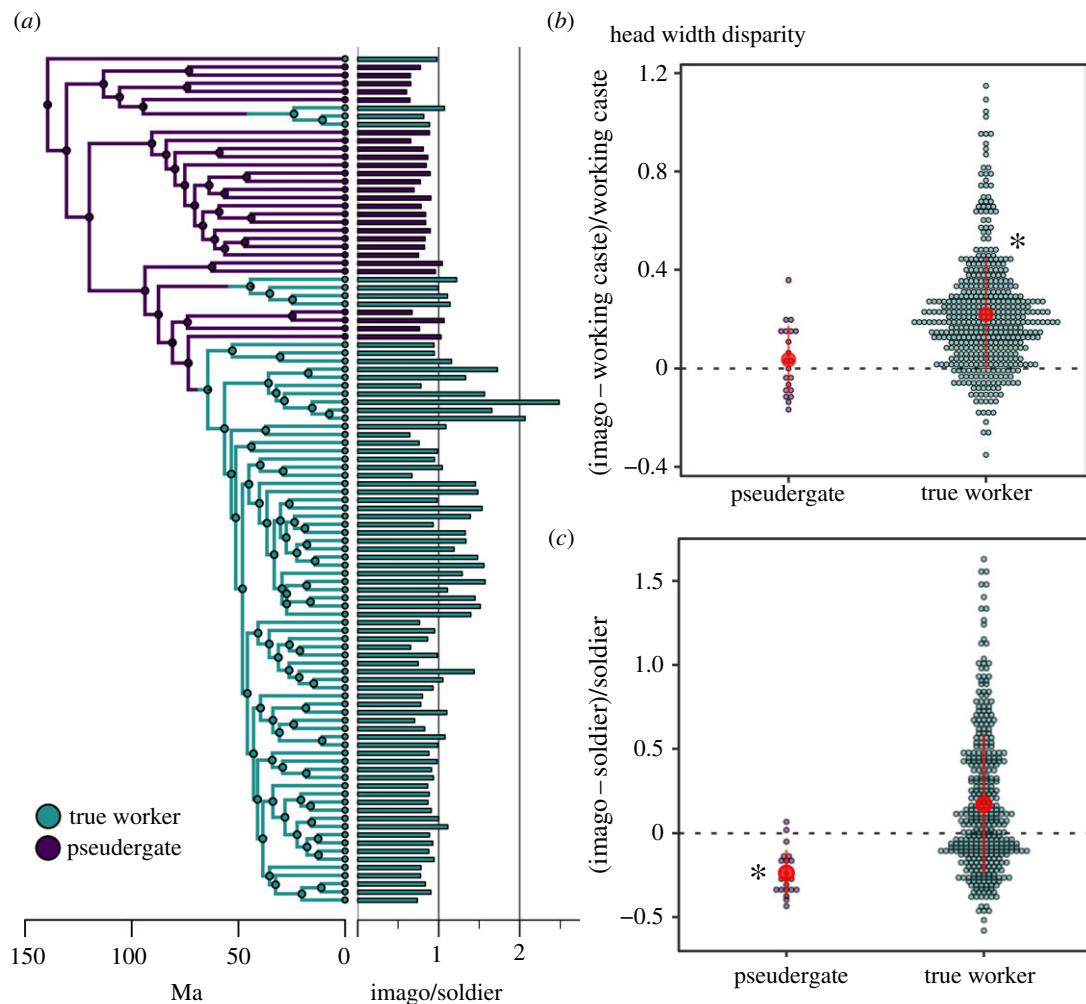 (a)
true worker
pseudergate
150
100
50
0
Ma
1
2
imago/soldier
(b)
head width disparity
1.2
0.8
0.4
0
−0.4
(imago – working caste)/working caste
*
pseudergate
true worker
(c)
1.5
1.0
0.5
0
−0.5
(imago – soldier)/soldier
*
pseudergate
true worker